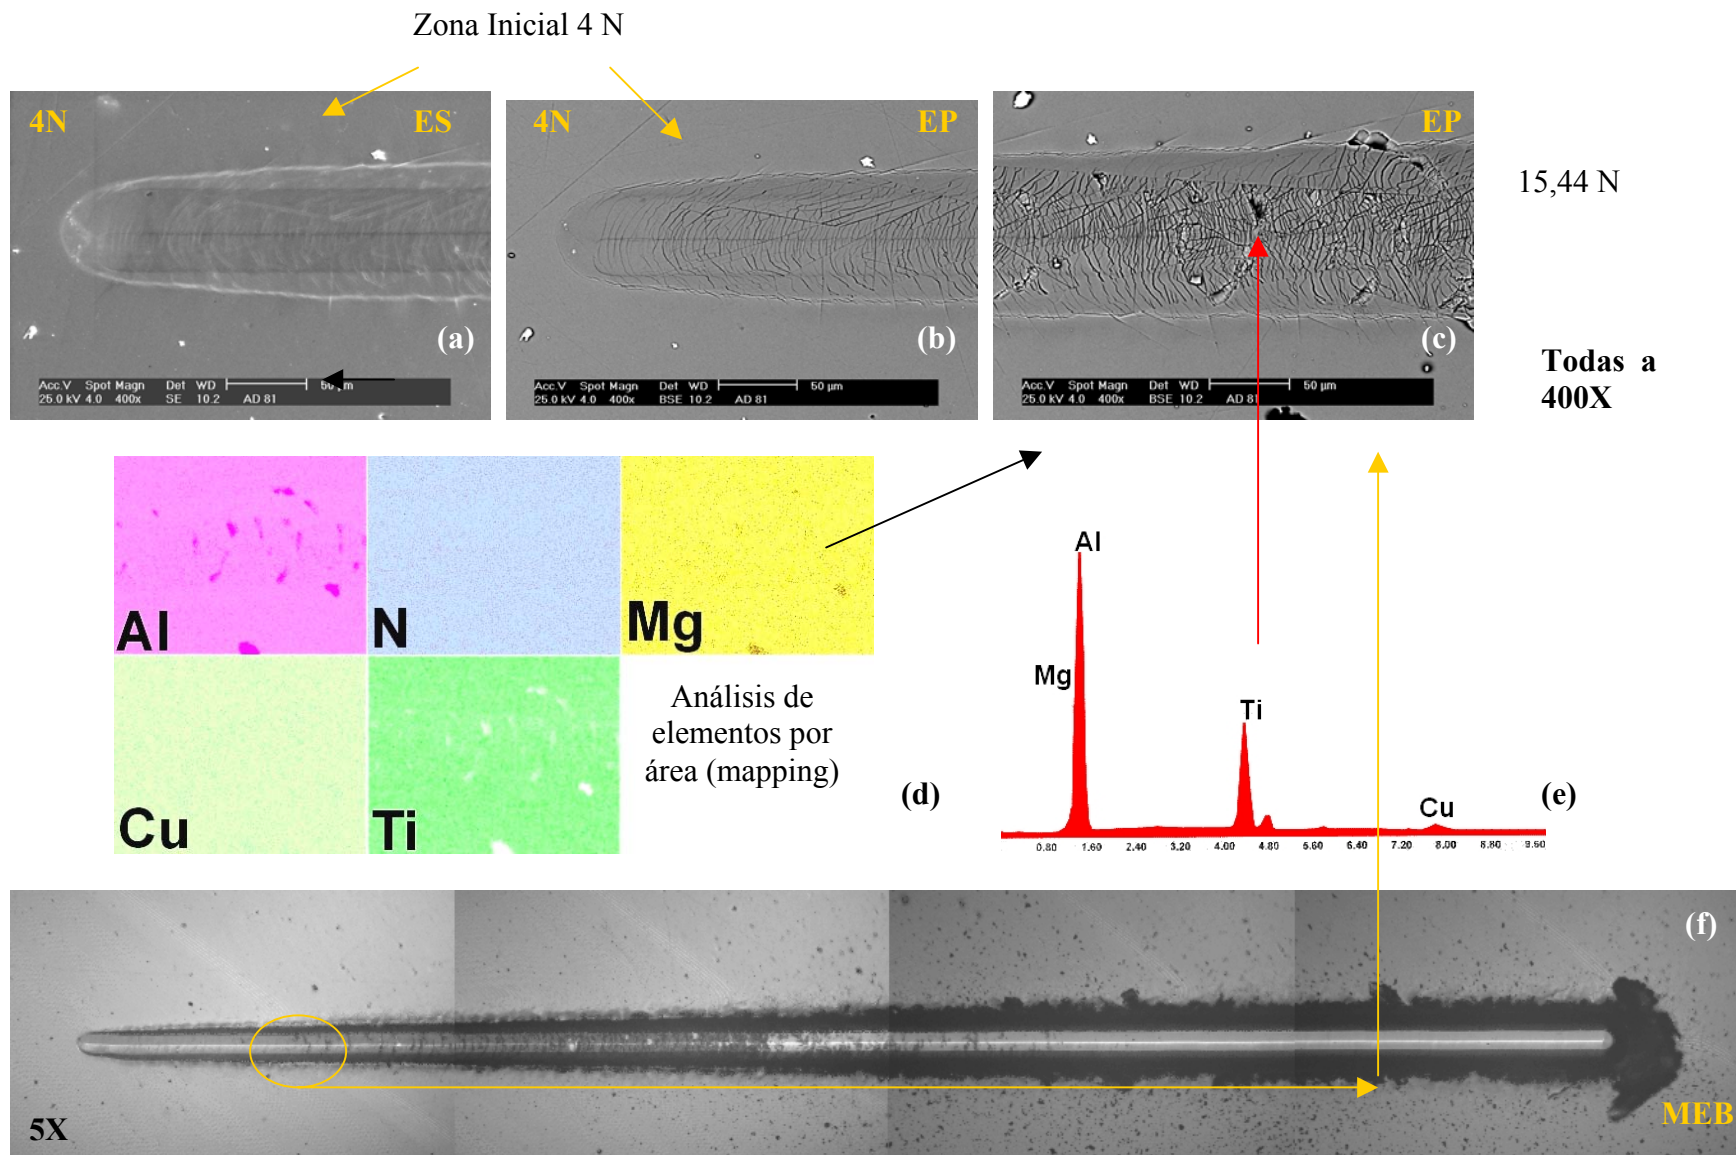 Zona Inicial 4 N
4N
ES
4N
EP
EP
15,44 N
(a)
(b)
(c)
Todas a
400X
Acc.V Spot Magn Det WD 50 µm
25.0 kV 4.0 400x SE 10.2 AD 81
Acc.V Spot Magn Det WD 50 µm
25.0 kV 4.0 400x BSE 10.2 AD 81
Acc.V Spot Magn Det WD 50 µm
25.0 kV 4.0 400x BSE 10.2 AD 81
Al
N
Mg
Cu
Ti
Análisis de
elementos por
área (mapping)
(d)
Al
Mg
Ti
Cu
(e)
0.80 1.60 2.40 3.20 4.00 4.80 5.60 6.40 7.20 8.00 8.80 9.60
(f)
5X
MEB